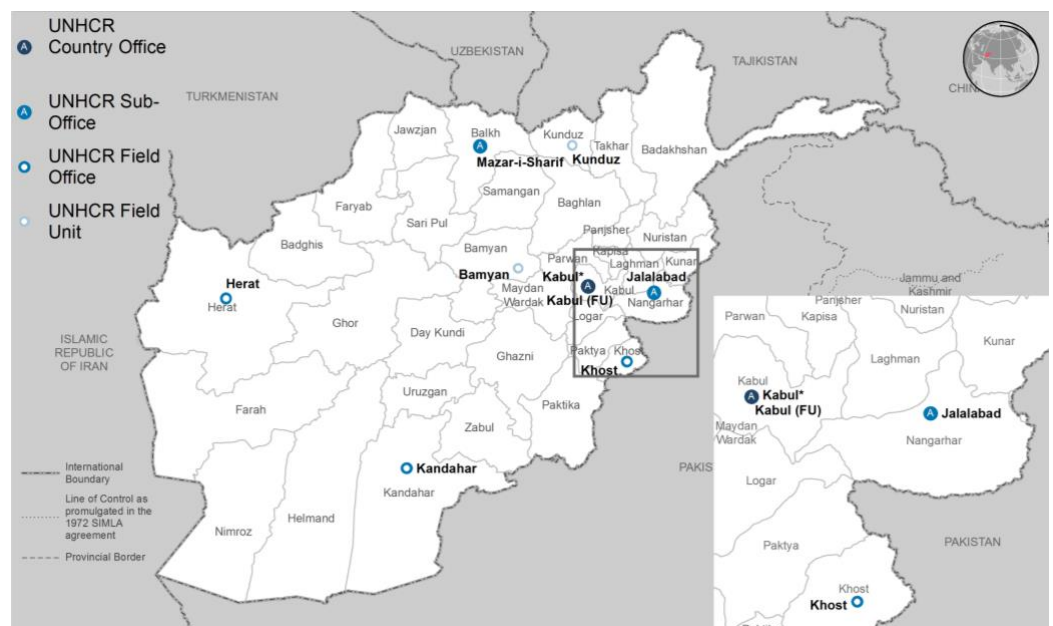 UNHCR
Country Office
UNHCR Sub-
Office
UNHCR Field
Office
UNHCR Field
Unit
A
A
UZBEKISTAN
TAJIKISTAN
TURKMENISTAN
CHIN
Jawzjan
Balkh
A
Mazar-i-Sharif
Kunduz
Kunduz
Takhar
Badakhshan
Samangan
Faryab
Sari Pul
Baghlan
Badghis
Panjsher
Kapisa
Nuristan
Bamyan
Bamyan
Parwan
Laghman
Kunar
Kabul*
A
Kabul
Kabul (FU)
Jalalabad
A
Nangarhar
Maydan
Wardak
Logar
Herat
Herat
Ghor
Day Kundi
Ghazni
Paktya
Khost
Khost
ISLAMIC
REPUBLIC
OF IRAN
Uruzgan
Paktika
Farah
Zabul
Kandahar
Kandahar
Nimroz
Helmand
PAKIS
Jammu and
Kashmir
International
Boundary
Line of Control as
promulgated in the
1972 SIMLA
agreement
Provincial Border
Parwan
Panjsher
Kapisa
Nuristan
Kunar
Laghman
Kabul
A
Kabul*
Kabul (FU)
A
Jalalabad
Maydan
Wardak
Nangarhar
Logar
Paktya
PAKISTAN
Khost
Khost